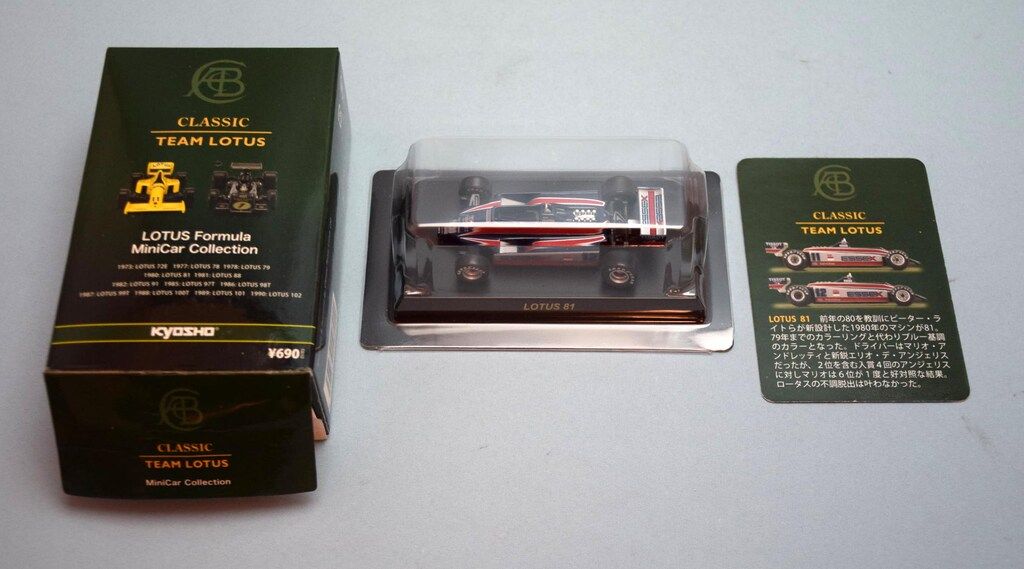 CLASSIC
TEAM LOTUS
LOTUS Formula
MiniCar Collection
1973: LOTUS 72E 1977: LOTUS 78 1978: LOTUS 79
1980: LOTUS 81 1981: LOTUS 88
1982: LOTUS 91 1985: LOTUS 97T 1986: LOTUS 98T
1987: LOTUS 99T 1988: LOTUS 100T 1989: LOTUS 101 1990: LOTUS 102
KYOSHO
¥690
CLASSIC
TEAM LOTUS
MiniCar Collection
ESSEX
LOTUS 81
CLASSIC
TEAM LOTUS
TISSOT
11
ESSEX
12
ESSEX
LOTUS 81 前年の80を教訓にピーター・ラ
イトらが新設計した1980年のマシンが81。
79年までのカラーリングと代わりブルー基調
のカラーとなった。ドライバーはマリオ・ア
ンドレッティと新鋭エリオ・デ・アンジェリス
だったが、2位を含む入賞4回のアンジェリス
に対しマリオは6位が1度と好対照な結果。
ロータスの不調脱出は叶わなかった。